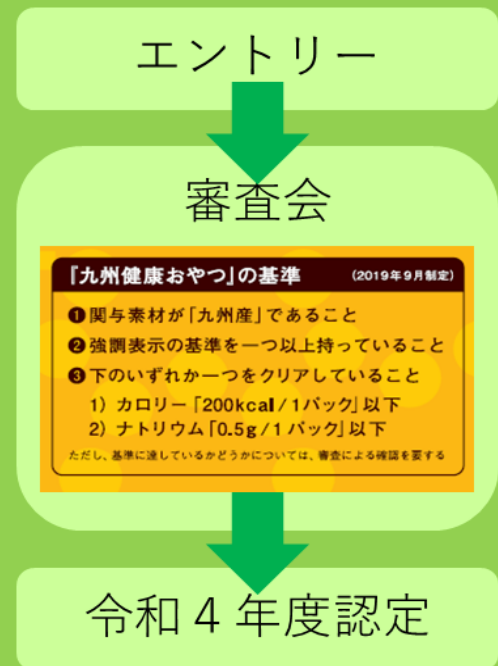 エントリー
審査会
『九州健康おやつ』の基準 (2019年9月制定)
❶関与素材が「九州産」であること
❷強調表示の基準を一つ以上持っていること
❸下のいずれか一つをクリアしていること
1) カロリー「200kcal/1パック」以下
2) ナトリウム「0.5g/1パック」以下
ただし、基準に達しているかどうかについては、審査による確認を要する
令和4年度認定